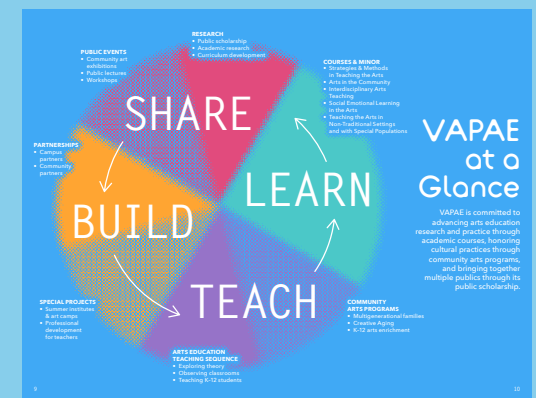 RESEARCH
• Public scholarship
• Academic research
• Curriculum development
PUBLIC EVENTS
• Community art
exhibitions
• Public lectures
• Workshops
COURSES & MINOR
• Strategies & Methods
in Teaching the Arts
• Arts in the Community
• Interdisciplinary Arts
Teaching
• Social Emotional Learning
in the Arts
• Teaching the Arts in
Non-Traditional Settings
and with Special Populations
SHARE
PARTNERSHIPS
• Campus
partners
• Community
partners
LEARN
BUILD
TEACH
SPECIAL PROJECTS
• Summer institutes
& art camps
• Professional
development
for teachers
COMMUNITY
ARTS PROGRAMS
• Multigenerational families
• Creative Aging
• K-12 arts enrichment
ARTS EDUCATION
TEACHING SEQUENCE
• Exploring theory
• Observing classrooms
• Teaching K-12 students
VAPAE
at a
Glance
VAPAE is committed to
advancing arts education
research and practice through
academic courses, honoring
cultural practices through
community arts programs,
and bringing together
multiple publics through its
public scholarship.
9
10